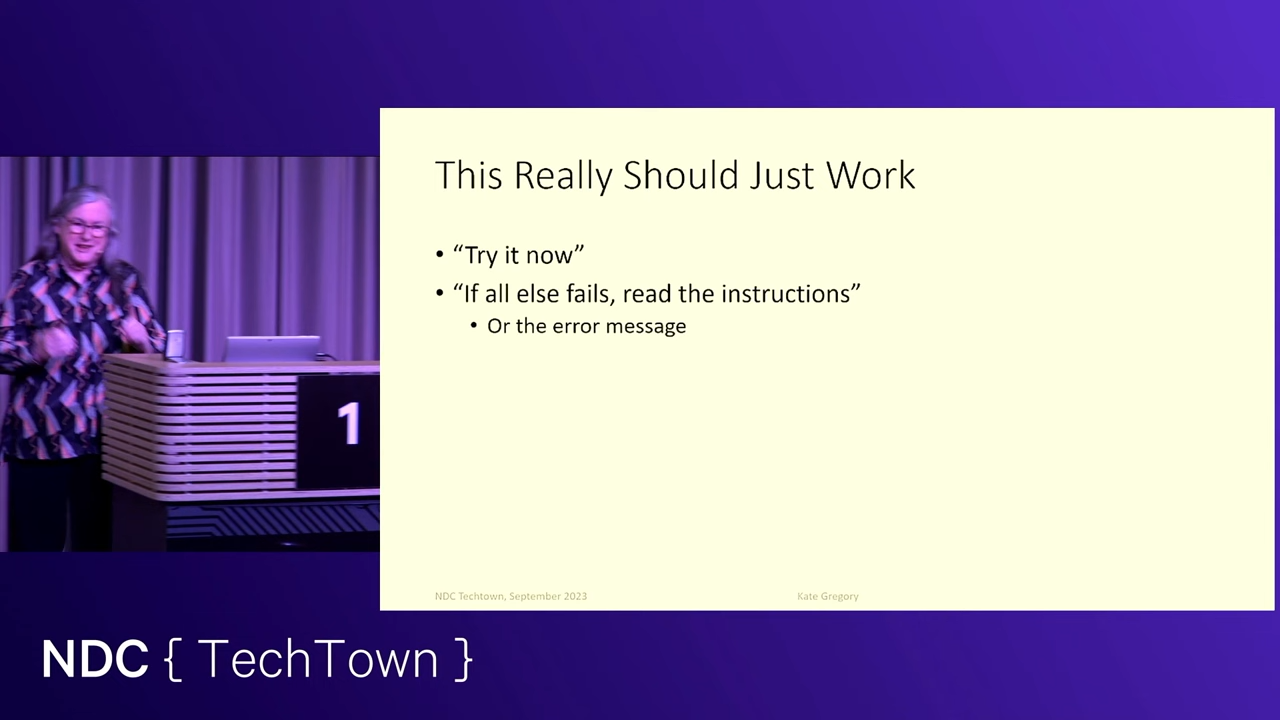 This Really Should Just Work
• “Try it now”
• “If all else fails, read the instructions”
• Or the error message
1
NDC Techtown, September 2023
Kate Gregory
NDC { TechTown }